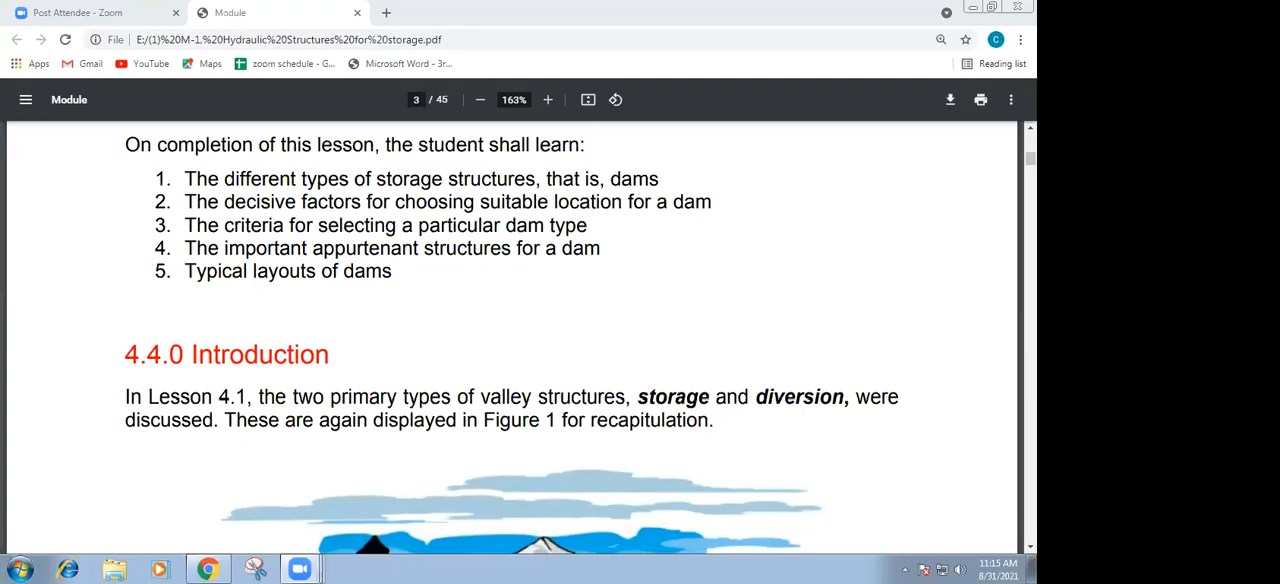 Post Attendee - Zoom
Module
File
E:/(1)%20M-1,%20Hydraulic%20Structures%20for%20storage.pdf
C
Apps
Gmail
YouTube
Maps
zoom schedule - G...
Microsoft Word - 3r...
Reading list
Module
3 / 45
163%
On completion of this lesson, the student shall learn:
1. The different types of storage structures, that is, dams
2. The decisive factors for choosing suitable location for a dam
3. The criteria for selecting a particular dam type
4. The important appurtenant structures for a dam
5. Typical layouts of dams
4.4.0 Introduction
In Lesson 4.1, the two primary types of valley structures, storage and diversion, were
discussed. These are again displayed in Figure 1 for recapitulation.
11:15 AM
8/31/2021